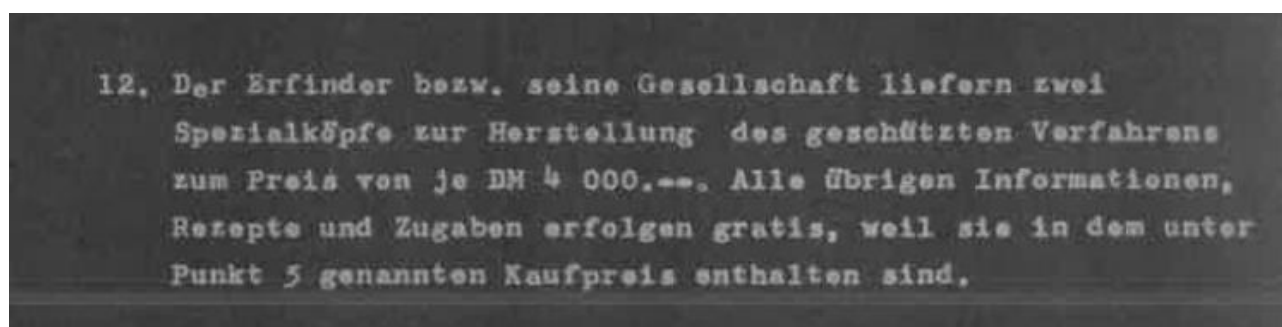 12. Der Erfinder bezw. seine Gesellschaft liefern zwei
Spezialköpfe zur Herstellung des geschützten Verfahrens
zum Preis von je DM 4 000.--. Alle übrigen Informationen,
Rezepte und Zugaben erfolgen gratis, weil sie in dem unter
Punkt 5 genannten Kaufpreis enthalten sind.